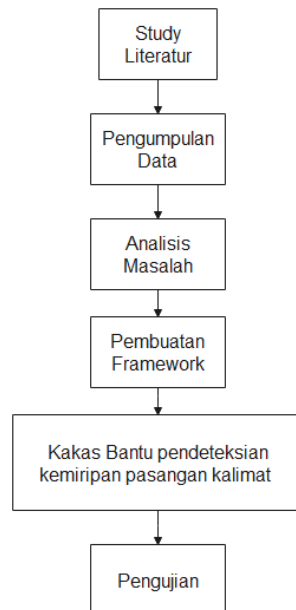 Study
Literatur
Pengumpulan
Data
Analisis
Masalah
Pembuatan
Framework
Kakas Bantu pendeteksian
kemiripan pasangan kalimat
Pengujian